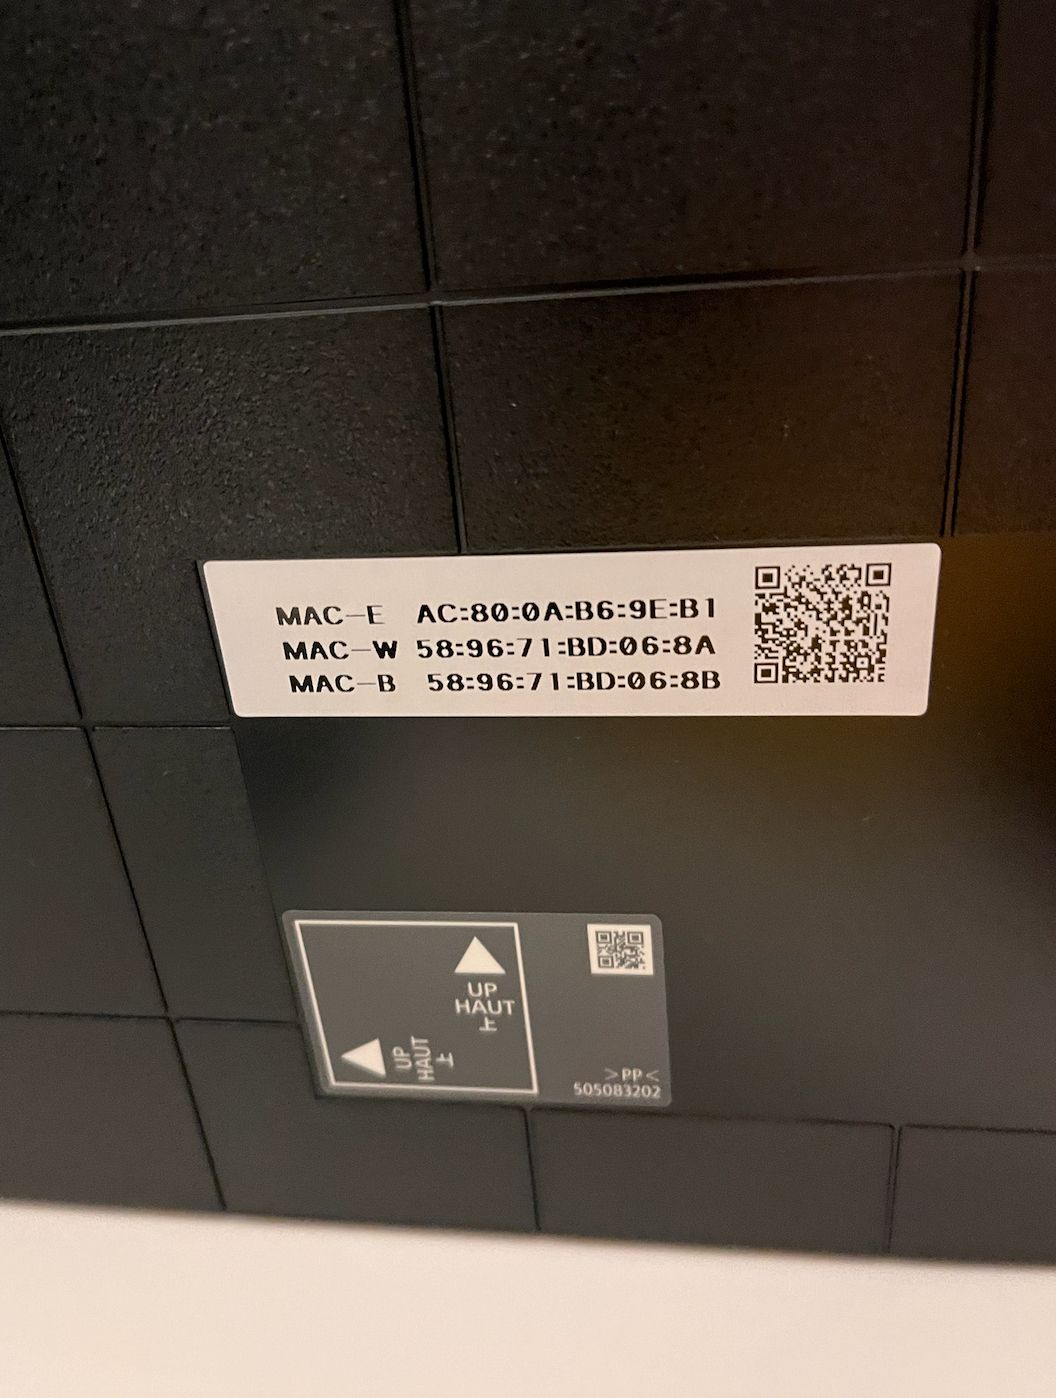 MAC-E AC:80:0A:B6:9E:B1
MAC-W 58:96:71:BD:06:8A
MAC-B 58:96:71:BD:06:8B
UP
HAUT
上
UP
HAUT
上
>PP<
505083202